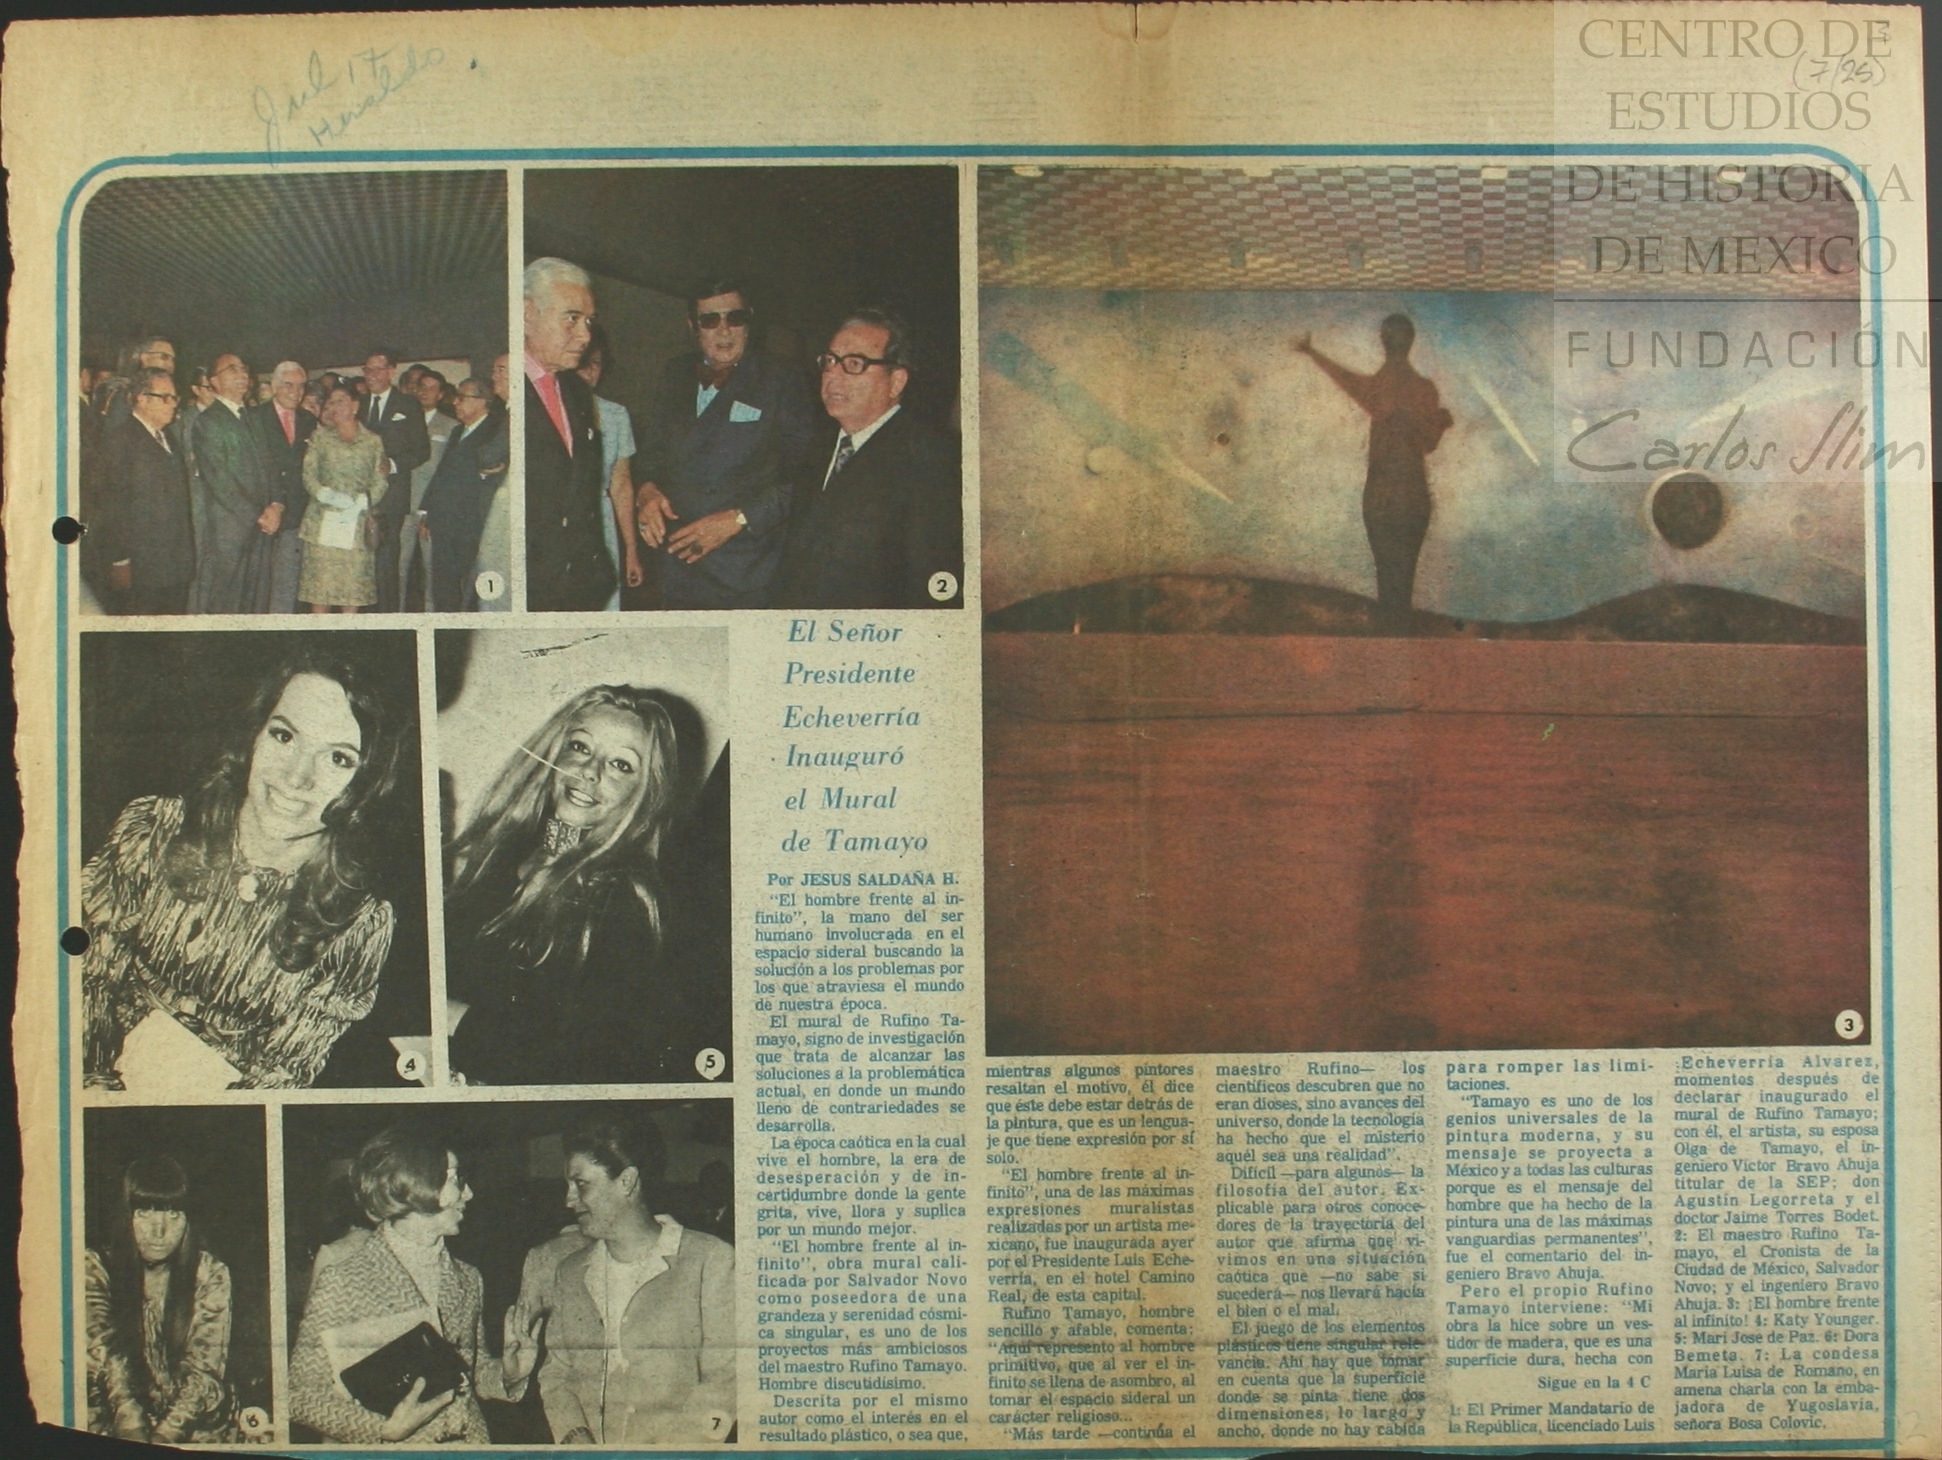 Jul 17
Heraldo
(7/25)
CENTRO DE
ESTUDIOS
DE HISTORIA
DE MEXICO
FUNDACIÓN
Carlos Slim
1
2
3
4
5
6
7
El Señor
Presidente
Echeverría
Inauguró
el Mural
de Tamayo
Por JESUS SALDAÑA H.
"El hombre frente al in-
finito", la mano del ser
humano involucrada en el
espacio sideral buscando la
solución a los problemas por
los que atraviesa el mundo
de nuestra época.
El mural de Rufino Ta-
mayo, signo de investigación
que trata de alcanzar las
soluciones a la problemática
actual, en donde un mundo
lleno de contrariedades se
desarrolla.
La época caótica en la cual
vive el hombre, la era de
desesperación y de in-
certidumbre donde la gente
grita, vive, llora y suplica
por un mundo mejor.
"El hombre frente al in-
finito", obra mural cali-
ficada por Salvador Novo
como poseedora de una
grandeza y serenidad cósmi-
ca singular, es uno de los
proyectos más ambiciosos
del maestro Rufino Tamayo.
Hombre discutidísimo.
Descrita por el mismo
autor como el interés en el
resultado plástico, o sea que,
mientras algunos pintores
resaltan el motivo, él dice
que éste debe estar detrás de
la pintura, que es un lengua-
je que tiene expresión por sí
solo.
"El hombre frente al in-
finito", una de las máximas
expresiones muralistas
realizadas por un artista me-
xicano, fue inaugurada ayer
por el Presidente Luis Eche-
verría, en el hotel Camino
Real, de esta capital.
Rufino Tamayo, hombre
sencillo y afable, comenta:
"Aquí represento al hombre
primitivo, que al ver el in-
finito se llena de asombro, al
tomar el espacio sideral un
carácter religioso...
"Más tarde —continúa el
maestro Rufino— los
científicos descubren que no
eran dioses, sino avances del
universo, donde la tecnología
ha hecho que el misterio
aquél sea una realidad".
Difícil —para algunos— la
filosofía del autor. Ex-
plicable para otros conoce-
dores de la trayectoria del
autor que afirma que vi-
vimos en una situación
caótica que —no sabe si
sucederá— nos llevará hacia
el bien o el mal.
El juego de los elementos
plásticos tiene singular rele-
vancia. Ahí hay que tomar
en cuenta que la superficie
donde se pinta tiene dos
dimensiones, lo largo y
ancho, donde no hay cabida
para romper las limi-
taciones.
"Tamayo es uno de los
genios universales de la
pintura moderna, y su
mensaje se proyecta a
México y a todas las culturas
porque es el mensaje del
hombre que ha hecho de la
pintura una de las máximas
vanguardias permanentes",
fue el comentario del in-
geniero Bravo Ahuja.
Pero el propio Rufino
Tamayo interviene: "Mi
obra la hice sobre un ves-
tidor de madera, que es una
superficie dura, hecha con
Sigue en la 4 C
1: El Primer Mandatario de
la República, licenciado Luis
Echeverría Alvarez,
momentos después de
declarar inaugurado el
mural de Rufino Tamayo;
con él, el artista, su esposa
Olga de Tamayo, el in-
geniero Víctor Bravo Ahuja
titular de la SEP; don
Agustín Legorreta y el
doctor Jaime Torres Bodet.
2: El maestro Rufino Ta-
mayo, el Cronista de la
Ciudad de México, Salvador
Novo; y el ingeniero Bravo
Ahuja. 3: ¡El hombre frente
al infinito! 4: Katy Younger.
5: Mari Jose de Paz. 6: Dora
Bemeta. 7: La condesa
María Luisa de Romano, en
amena charla con la emba-
jadora de Yugoslavia,
señora Bosa Colovic.